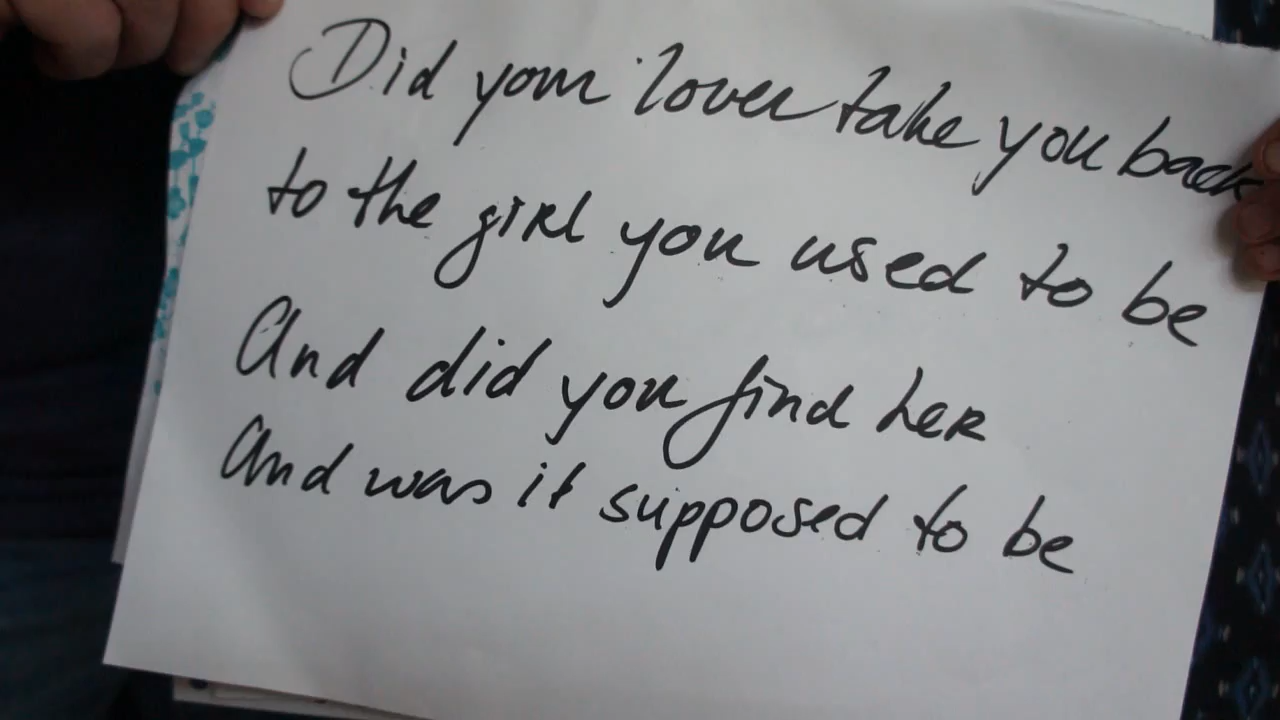 Did your lover take you back
to the girl you used to be
And did you find her
And was it supposed to be